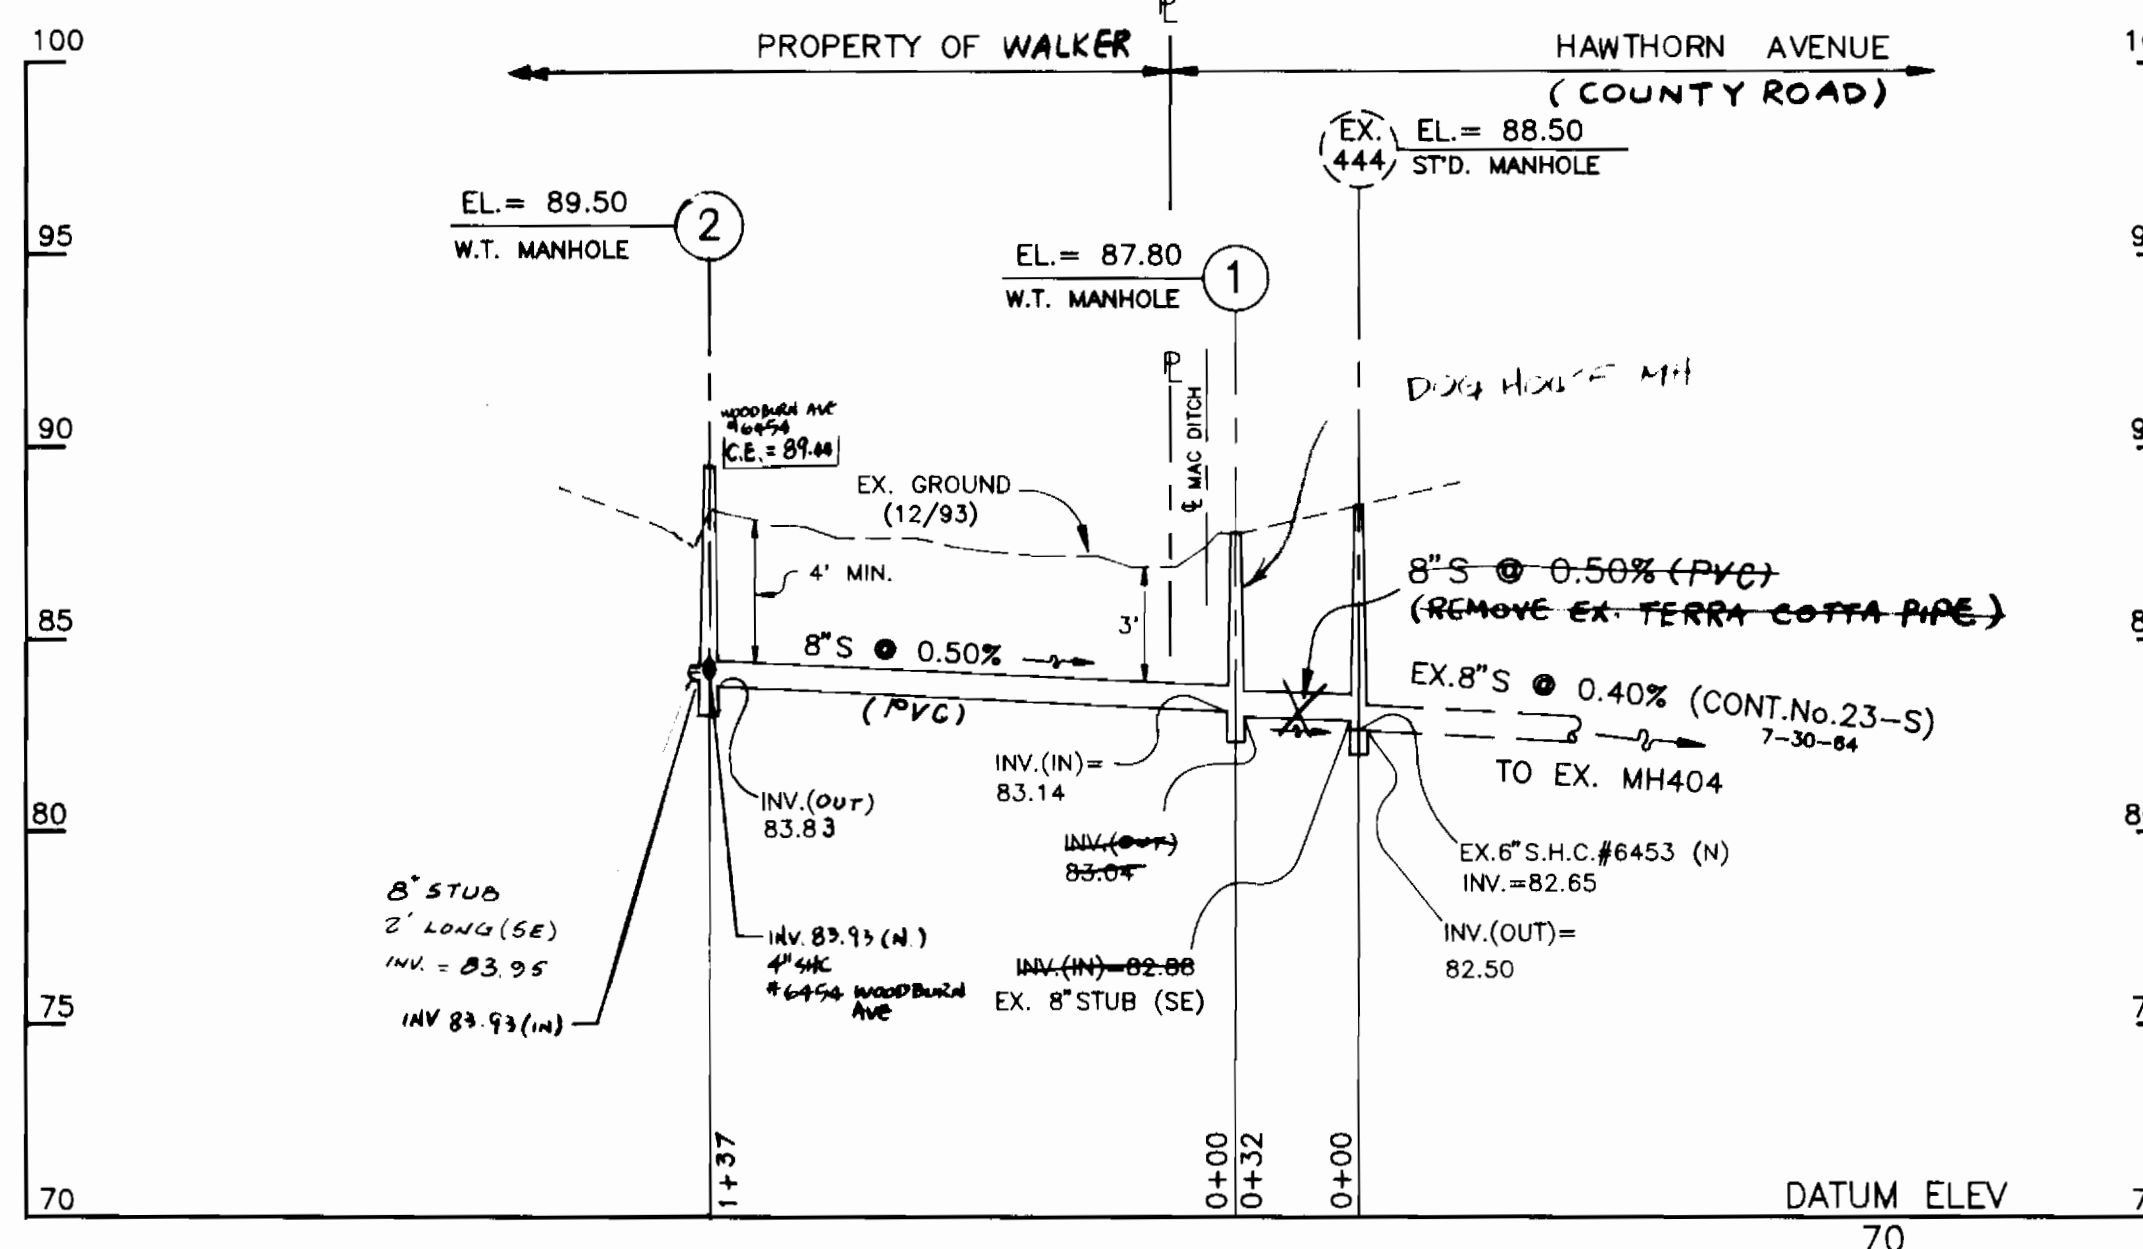 ℄
100
PROPERTY OF WALKER
HAWTHORN AVENUE
(COUNTY ROAD)
EX.
444
EL.= 88.50
ST'D. MANHOLE
EL.= 89.50
W.T. MANHOLE
2
95
EL.= 87.80
W.T. MANHOLE
1
℄
℄ MAC DITCH
DOG HOUSE MH
90
WOODBURN AVE
#6454
C.E. = 89.44
EX. GROUND
(12/93)
4' MIN.
3'
8"S @ 0.50% (PVC)
(REMOVE EX. TERRA COTTA PIPE)
85
8"S @ 0.50%
(PVC)
EX.8"S @ 0.40% (CONT.No.23-S)
7-30-64
TO EX. MH404
INV.(OUT)
83.83
INV.(IN)=
83.14
80
INV.(OUT)
83.04
EX.6"S.H.C.#6453 (N)
INV.=82.65
8" STUB
2' LONG (SE)
INV. = 83.95
INV 83.93(IN)
INV. 83.93 (N.)
4" SHC
#6454 WOODBURN
AVE
INV.(IN)=82.88
EX. 8"STUB (SE)
INV.(OUT)=
82.50
75
1+37
0+00
0+32
0+00
70
DATUM ELEV
70